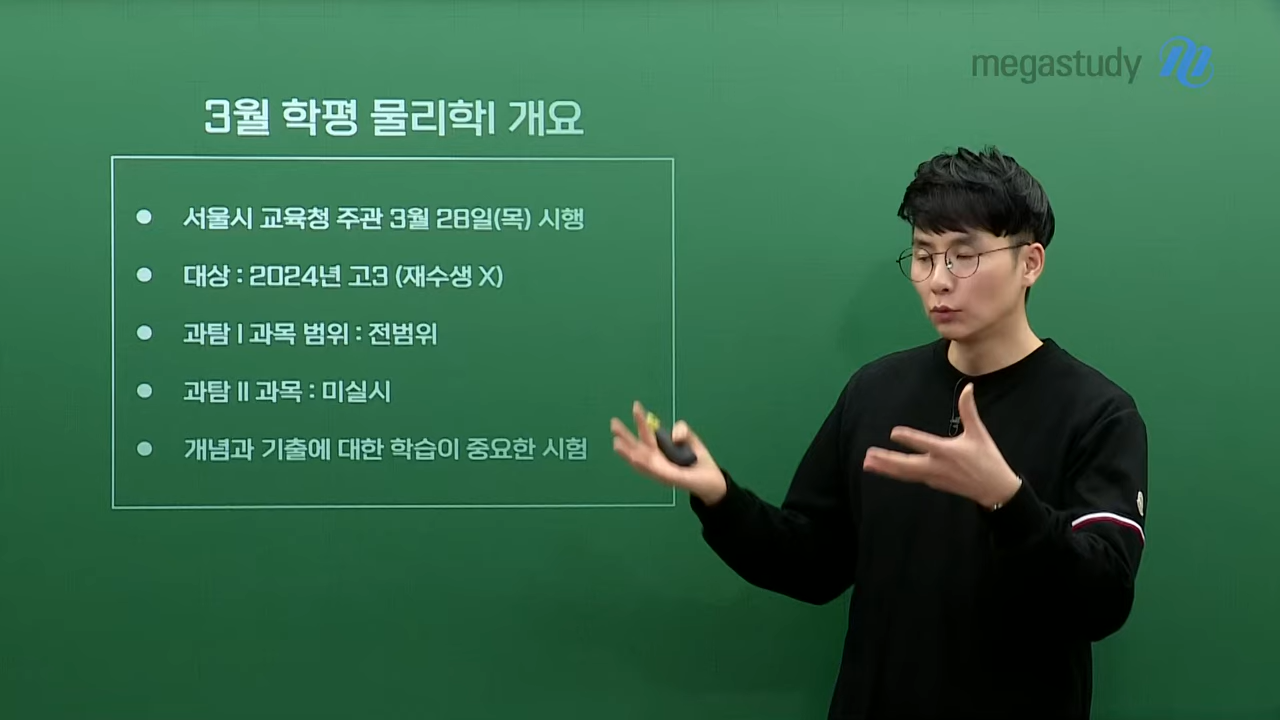 megastudy
3월 학평 물리학I 개요
● 서울시 교육청 주관 3월 28일(목) 시행
● 대상 : 2024년 고3 (재수생 X)
● 과탐 I 과목 범위 : 전범위
● 과탐 II 과목 : 미실시
● 개념과 기출에 대한 학습이 중요한 시험